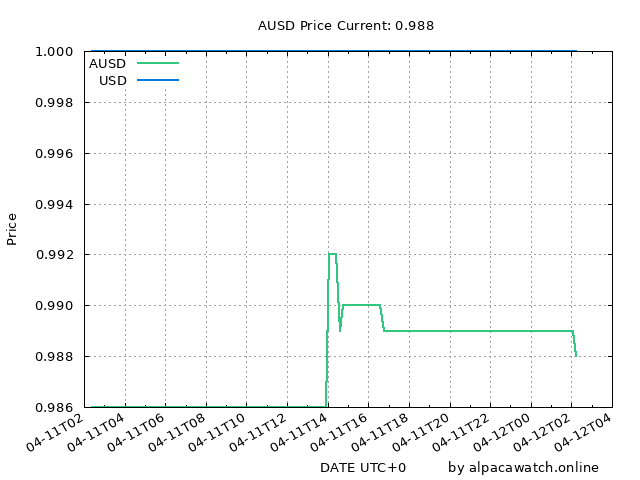 AUSD Price Current: 0.988
1.000
AUSD
USD
0.998
0.996
0.994
0.992
0.990
0.988
0.986
Price
04-11T02
04-11T04
04-11T06
04-11T08
04-11T10
04-11T12
04-11T14
04-11T16
04-11T18
04-11T20
04-11T22
04-12T00
04-12T02
04-12T04
DATE UTC+0 by alpacawatch.online